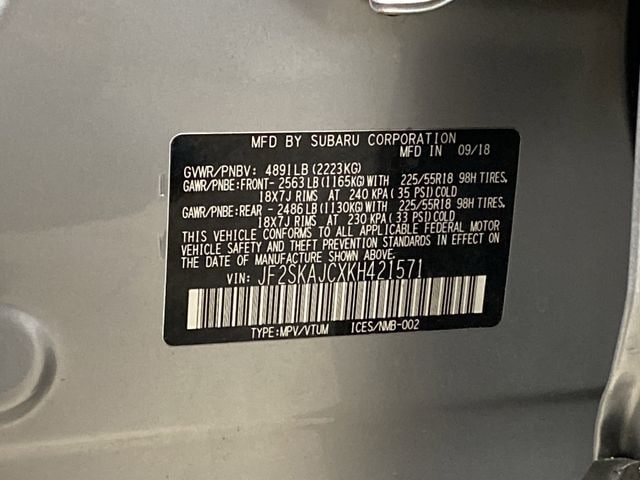 MFD BY SUBARU CORPORATION
MFD IN 09/18
GVWR/PNBV: 4891LB (2223KG)
GAWR/PNBE:FRONT- 2563LB (1165KG)WITH 225/55R18 98H TIRES,
18X7J RIMS AT 240 KPA (35 PSI)COLD
GAWR/PNBE:REAR - 2486LB (1130KG)WITH 225/55R18 98H TIRES,
18X7J RIMS AT 230 KPA (33 PSI)COLD
THIS VEHICLE CONFORMS TO ALL APPLICABLE FEDERAL MOTOR
VEHICLE SAFETY AND THEFT PREVENTION STANDARDS IN EFFECT ON
THE DATE OF MANUFACTURE SHOWN ABOVE.
VIN: JF2SKAJCXKH421571
TYPE:MPV/VTUM ICES/NMB-002